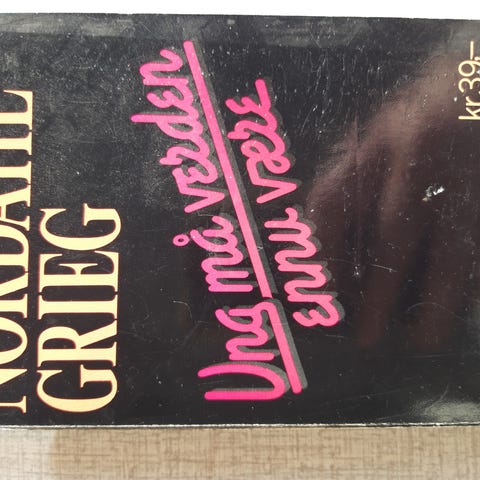 NORDAHL
GRIEG
Ung må verden
ennu være
kr 39,-